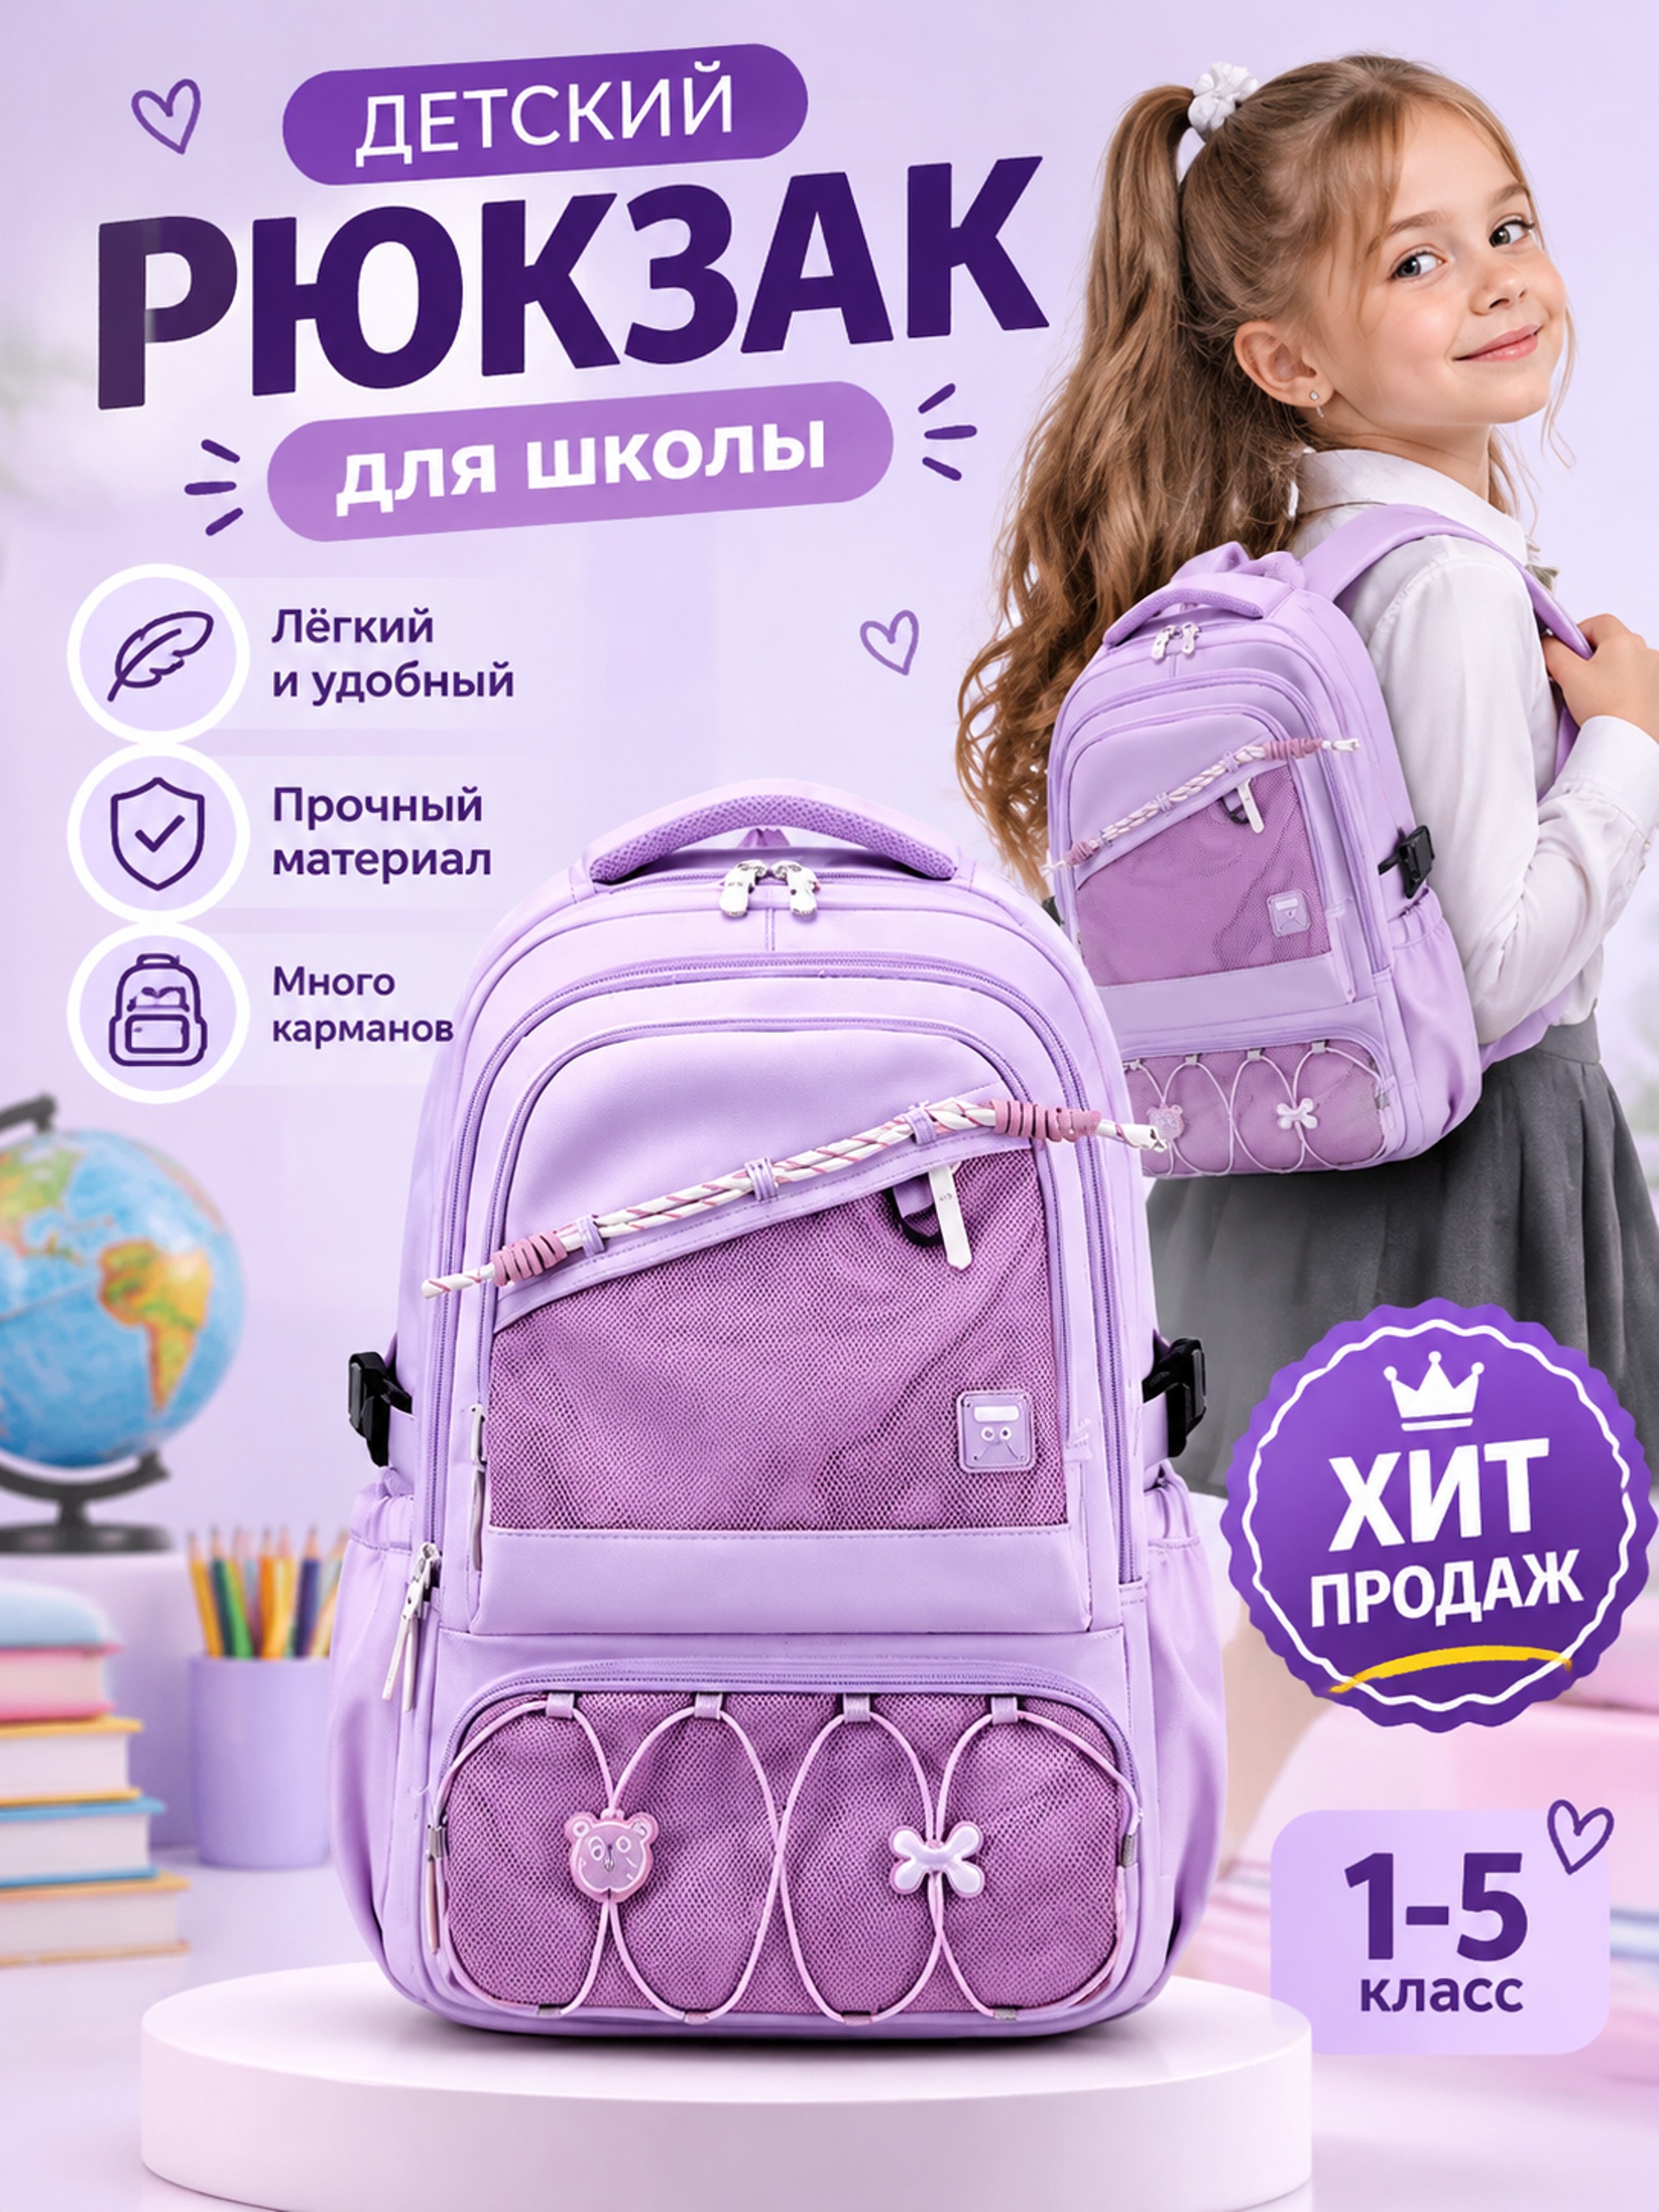 ДЕТСКИЙ
РЮКЗАК
для школы
Лёгкий
и удобный
Прочный
материал
Много
карманов
ХИТ
ПРОДАЖ
1-5
класс